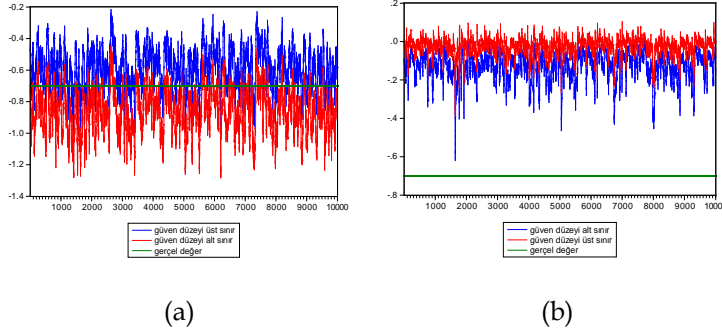 -0.2
-0.4
-0.6
-0.8
-1.0
-1.2
-1.4
1000 2000 3000 4000 5000 6000 7000 8000 9000 10000
güven düzeyi üst sınır
güven düzeyi alt sınır
gerçel değer
(a)
.2
.0
-.2
-.4
-.6
-.8
1000 2000 3000 4000 5000 6000 7000 8000 9000 1000
güven düzeyi alt sınır
güven düzeyi üst sınır
gerçel değer
(b)